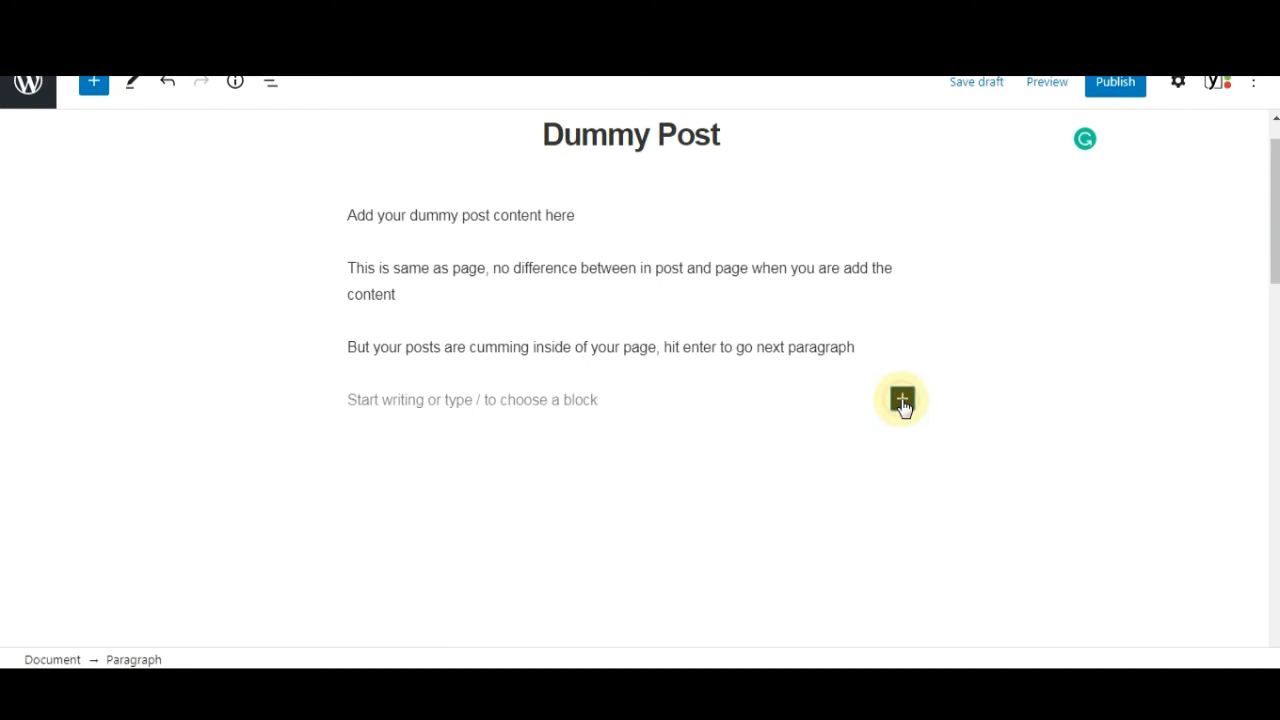 Save draft Preview Publish
Dummy Post
Add your dummy post content here
This is same as page, no difference between in post and page when you are add the
content
But your posts are cumming inside of your page, hit enter to go next paragraph
Start writing or type / to choose a block
Document → Paragraph